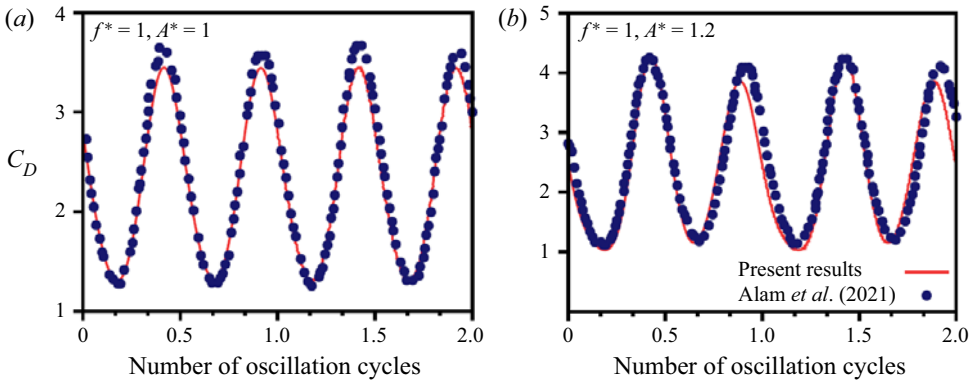 (a)
f* = 1, A* = 1
4
3
2
1
C_D
0
0.5
1.0
1.5
2.0
Number of oscillation cycles
(b)
f* = 1, A* = 1.2
5
4
3
2
1
0
0.5
1.0
1.5
2.0
Present results
Alam et al. (2021)
Number of oscillation cycles